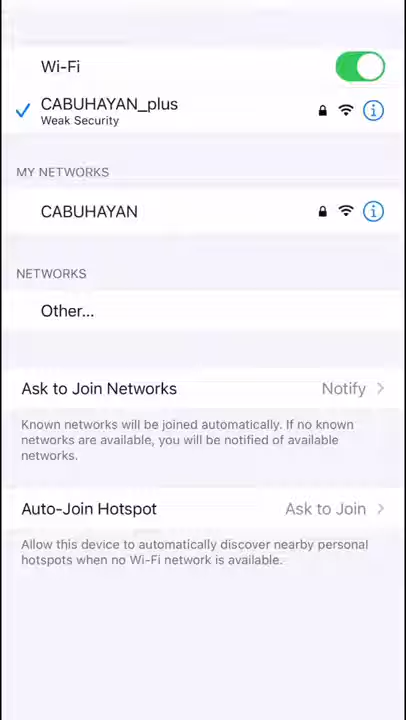 Wi-Fi
CABUHAYAN_plus
Weak Security
MY NETWORKS
CABUHAYAN
NETWORKS
Other...
Ask to Join Networks Notify
Known networks will be joined automatically. If no known
networks are available, you will be notified of available
networks.
Auto-Join Hotspot Ask to Join
Allow this device to automatically discover nearby personal
hotspots when no Wi-Fi network is available.